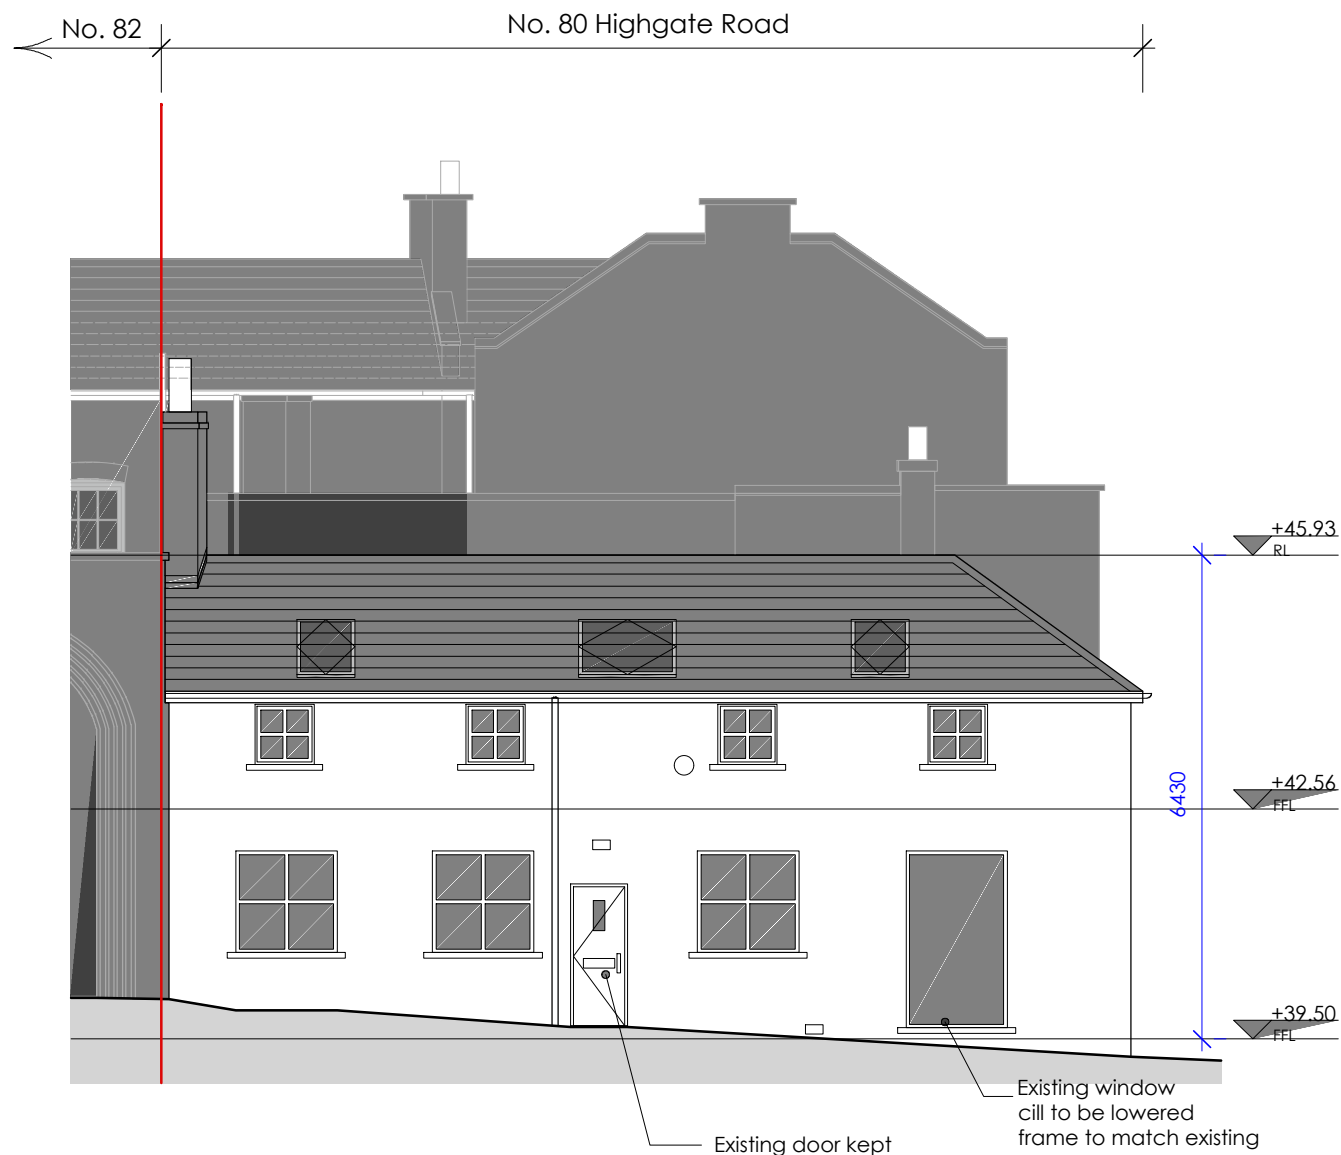 No. 82
No. 80 Highgate Road
+45.93
RL
+42.56
FFL
6430
+39.50
FFL
Existing window
cill to be lowered
frame to match existing
Existing door kept